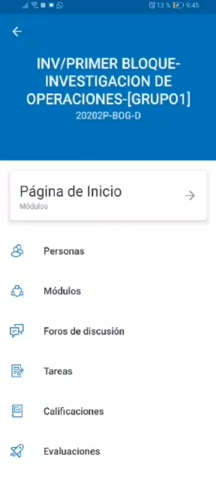 13 % 9:45
INV/PRIMER BLOQUE-
INVESTIGACION DE
OPERACIONES-[GRUPO1]
20202P-BOG-D
Página de Inicio
Módulos
Personas
Módulos
Foros de discusión
Tareas
Calificaciones
Evaluaciones